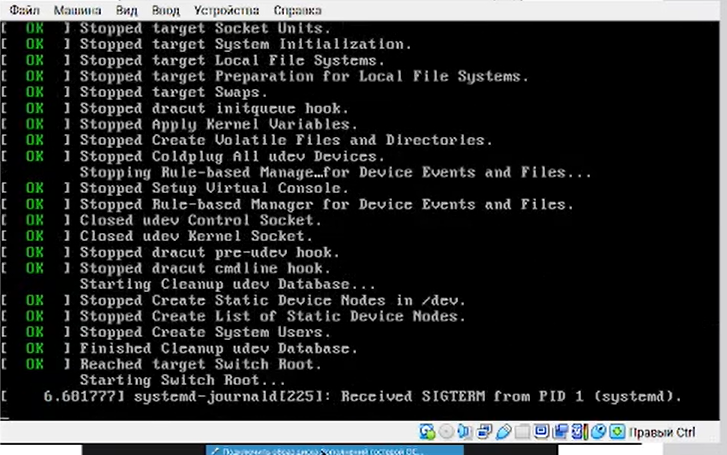 Файл Машина Вид Ввод Устройства Справка
[ OK ] Stopped target Socket Units.
[ OK ] Stopped target System Initialization.
[ OK ] Stopped target Local File Systems.
[ OK ] Stopped target Preparation for Local File Systems.
[ OK ] Stopped target Swaps.
[ OK ] Stopped dracut initqueue hook.
[ OK ] Stopped Apply Kernel Variables.
[ OK ] Stopped Create Volatile Files and Directories.
[ OK ] Stopped Coldplug All udev Devices.
Stopping Rule-based Manage…for Device Events and Files...
[ OK ] Stopped Setup Virtual Console.
[ OK ] Stopped Rule-based Manager for Device Events and Files.
[ OK ] Closed udev Control Socket.
[ OK ] Closed udev Kernel Socket.
[ OK ] Stopped dracut pre-udev hook.
[ OK ] Stopped dracut cmdline hook.
Starting Cleanup udev Database...
[ OK ] Stopped Create Static Device Nodes in /dev.
[ OK ] Stopped Create List of Static Device Nodes.
[ OK ] Stopped Create System Users.
[ OK ] Finished Cleanup udev Database.
[ OK ] Reached target Switch Root.
Starting Switch Root...
[ 6.601777] systemd-journald[225]: Received SIGTERM from PID 1 (systemd).
Правый Ctrl
Подключить образ диска Дополнений гостевой ОС...